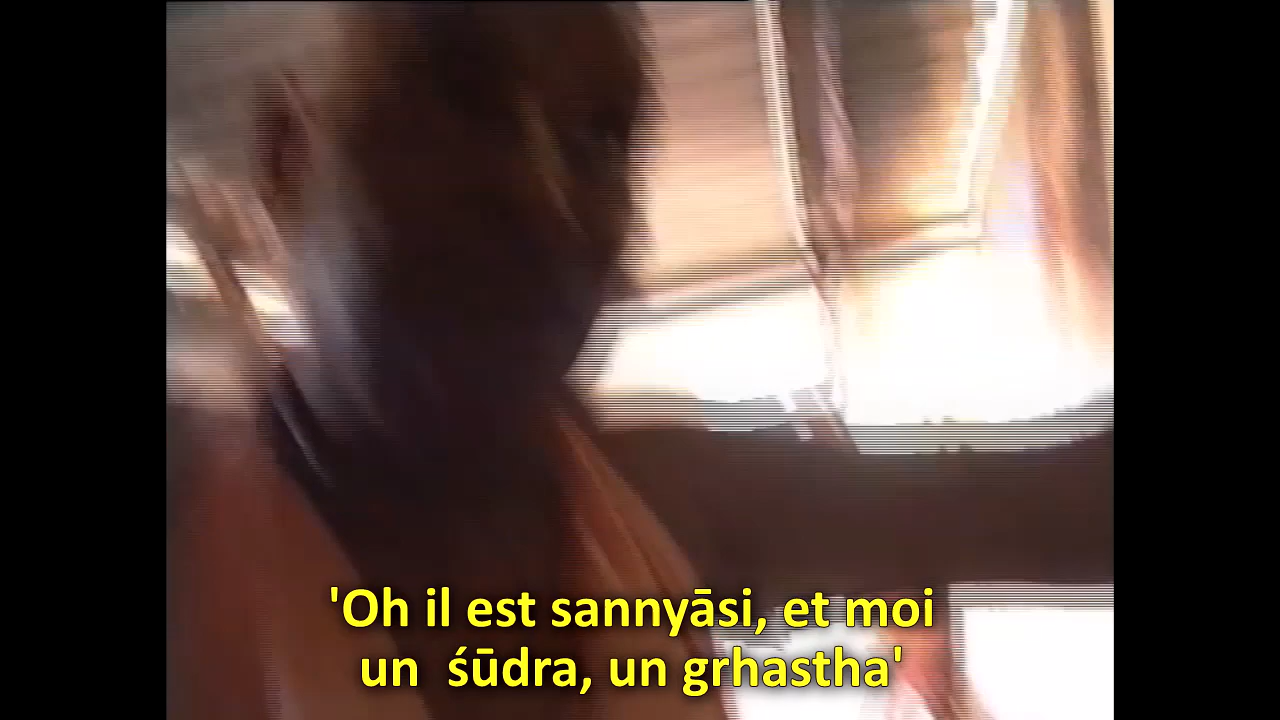 'Oh il est sannyāsi, et moi
un  śūdra, un grhastha'